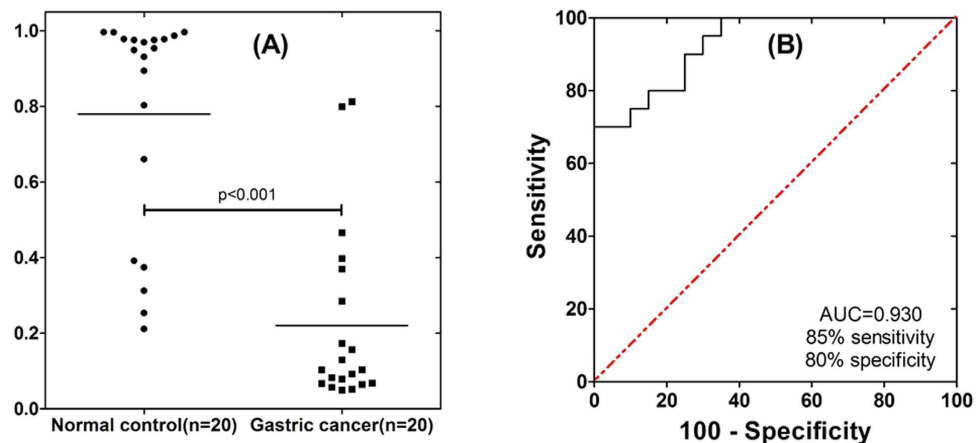 (A)
1.0
0.8
0.6
0.4
0.2
0.0
p<0.001
Normal control(n=20) Gastric cancer(n=20)
(B)
Sensitivity
100
80
60
40
20
0
AUC=0.930
85% sensitivity
80% specificity
0 20 40 60 80 100
100 - Specificity